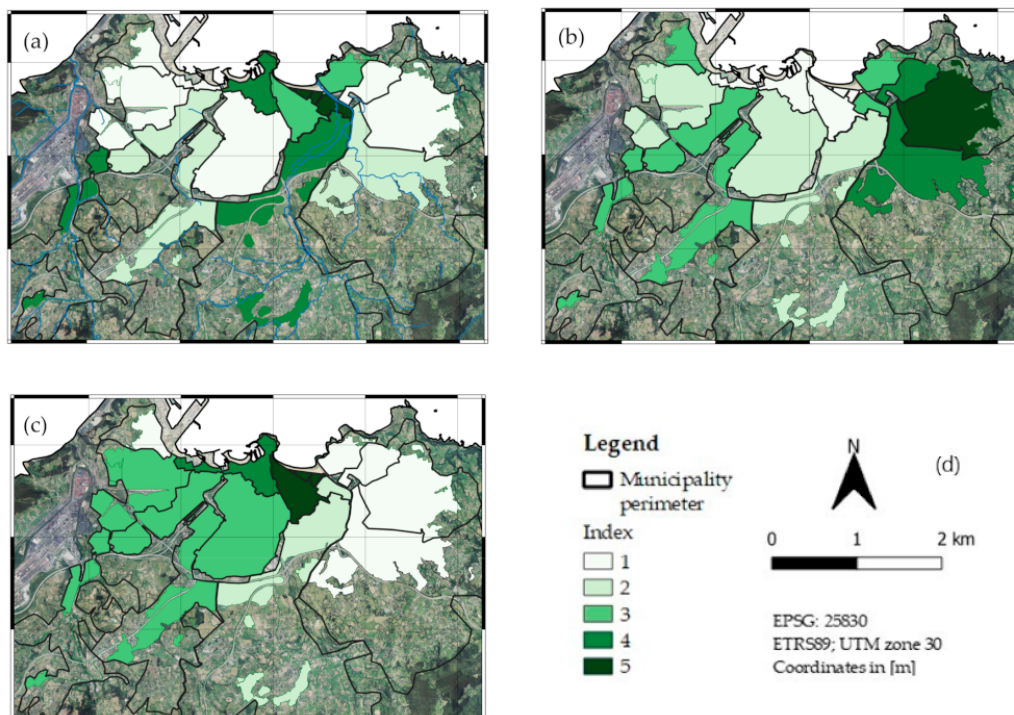 (a)
(b)
(c)
Legend
Municipality
perimeter
Index
1
2
3
4
5
N
(d)
0 1 2 km
EPSG: 25830
ETRS89; UTM zone 30
Coordinates in [m]